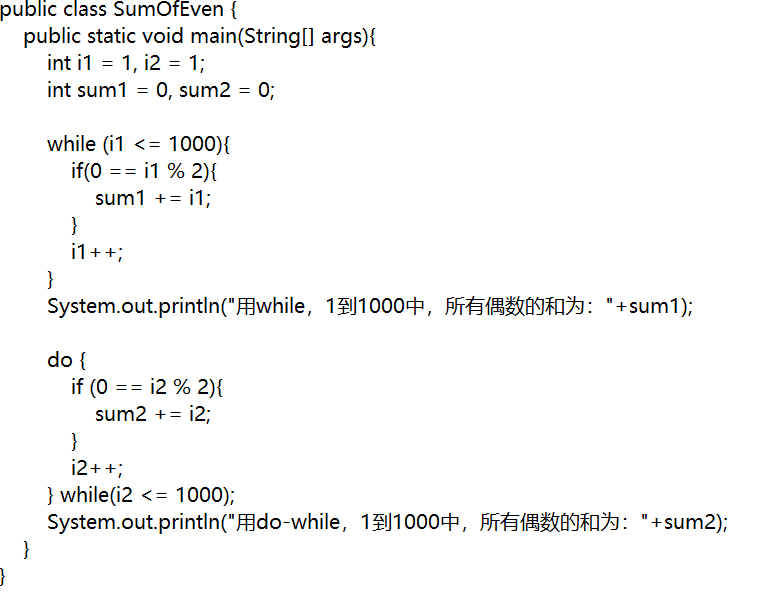 public class SumOfEven {
    public static void main(String[] args){
        int i1 = 1, i2 = 1;
        int sum1 = 0, sum2 = 0;

        while (i1 <= 1000){
            if(0 == i1 % 2){
                sum1 += i1;
            }
            i1++;
        }
        System.out.println("用while，1到1000中，所有偶数的和为："+sum1);

        do {
            if (0 == i2 % 2){
                sum2 += i2;
            }
            i2++;
        } while(i2 <= 1000);
        System.out.println("用do-while，1到1000中，所有偶数的和为："+sum2);
    }
}